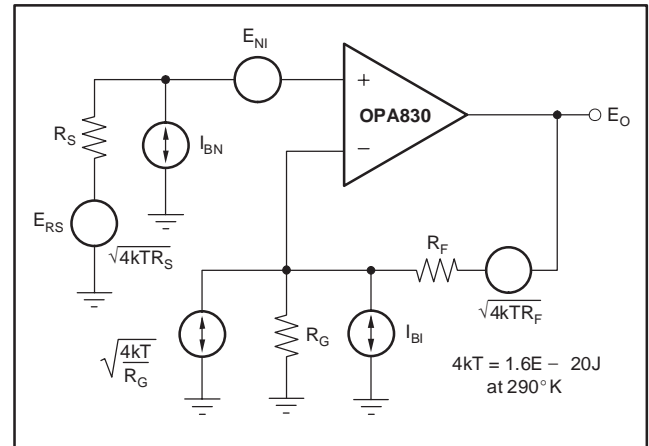 E_NI
+
OPA830
−
E_O
R_S
I_BN
E_RS
√4kTR_S
R_F
√4kTR_F
√4kT/R_G
R_G
I_BI
4kT = 1.6E − 20J
at 290°K